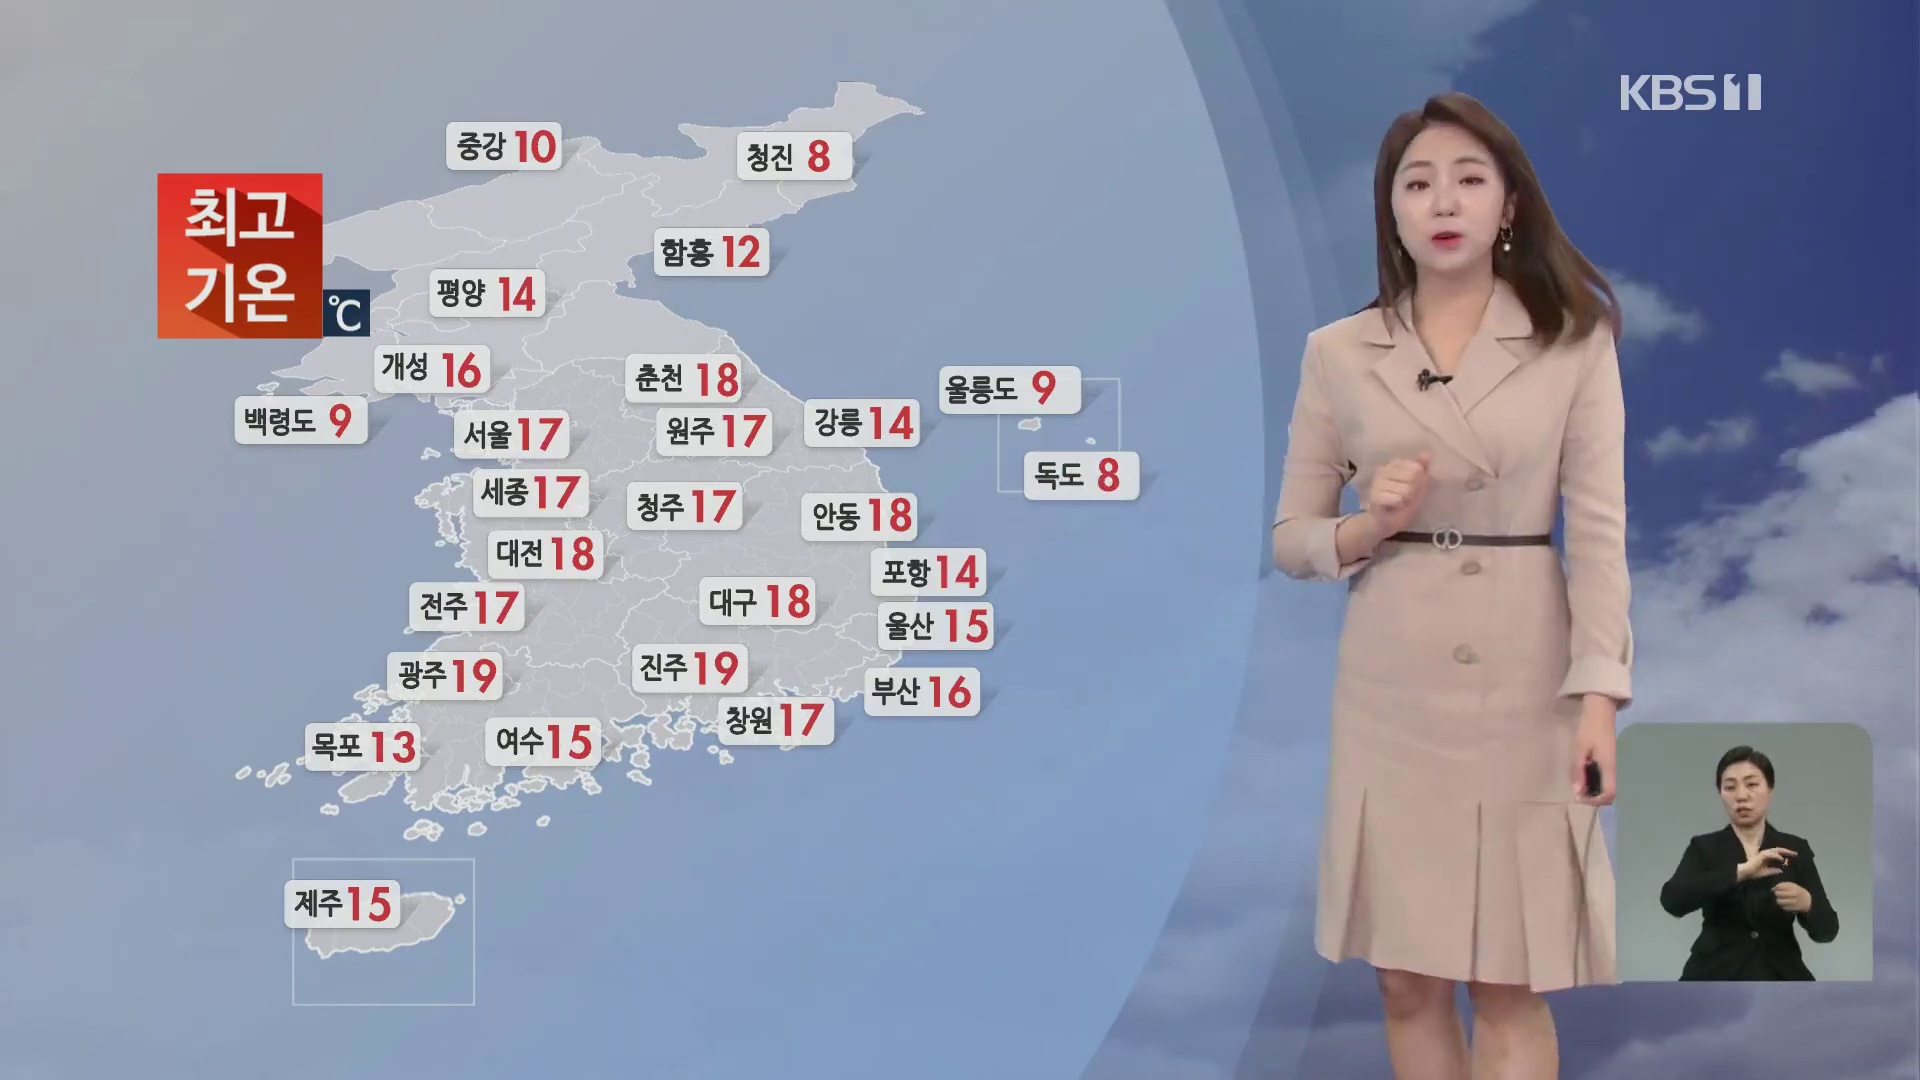 KBS 1
최고
기온
℃
중강 10
청진 8
함흥 12
평양 14
개성 16
춘천 18
울릉도 9
백령도 9
서울 17
원주 17
강릉 14
독도 8
세종 17
청주 17
안동 18
대전 18
포항 14
전주 17
대구 18
울산 15
광주 19
진주 19
부산 16
창원 17
목포 13
여수 15
제주 15